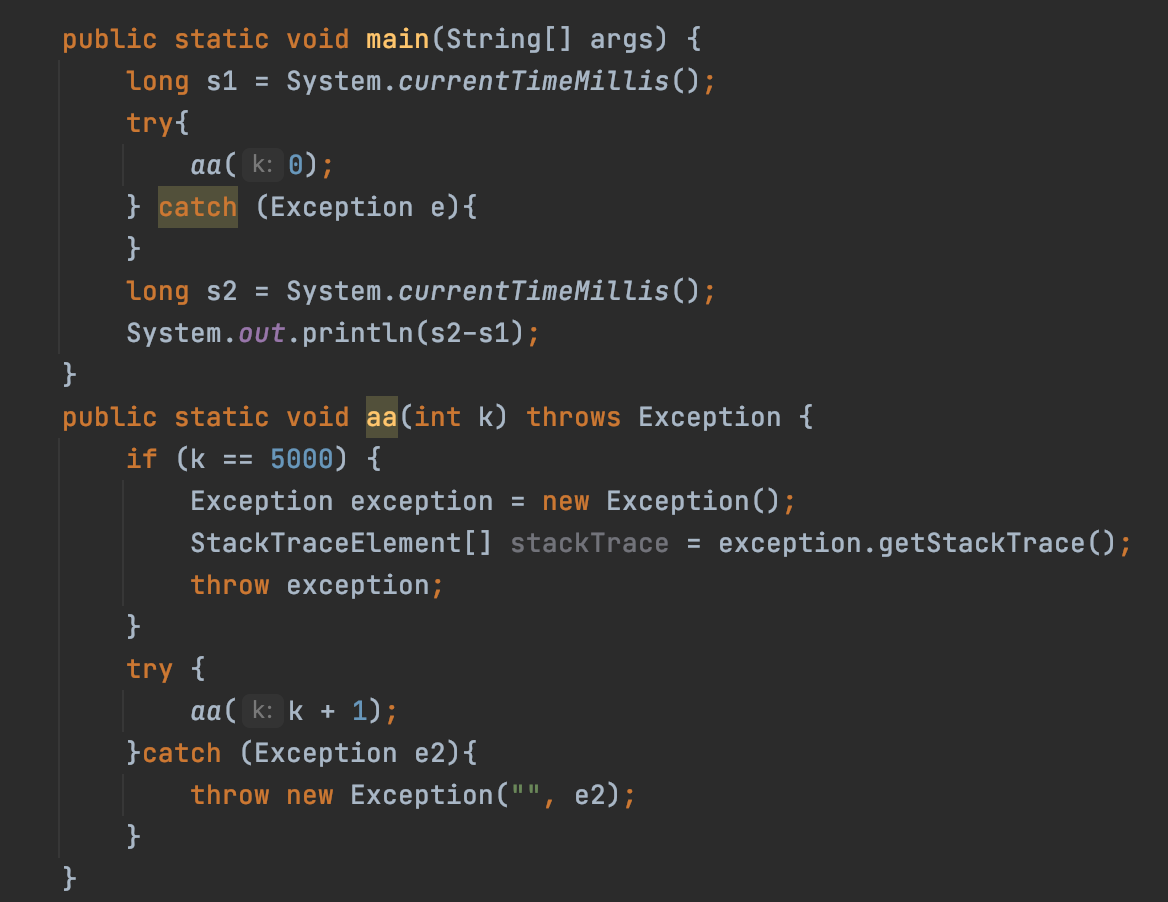 public static void main(String[] args) {
    long s1 = System.currentTimeMillis();
    try{
        aa( k: 0);
    } catch (Exception e){
    }
    long s2 = System.currentTimeMillis();
    System.out.println(s2-s1);
}
public static void aa(int k) throws Exception {
    if (k == 5000) {
        Exception exception = new Exception();
        StackTraceElement[] stackTrace = exception.getStackTrace();
        throw exception;
    }
    try {
        aa( k: k + 1);
    }catch (Exception e2){
        throw new Exception("", e2);
    }
}